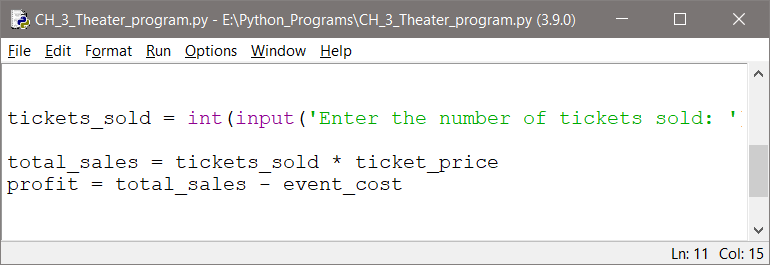 CH_3_Theater_program.py - E:\Python_Programs\CH_3_Theater_program.py (3.9.0)
File Edit Format Run Options Window Help
tickets_sold = int(input('Enter the number of tickets sold: '
total_sales = tickets_sold * ticket_price
profit = total_sales - event_cost
Ln: 11 Col: 15